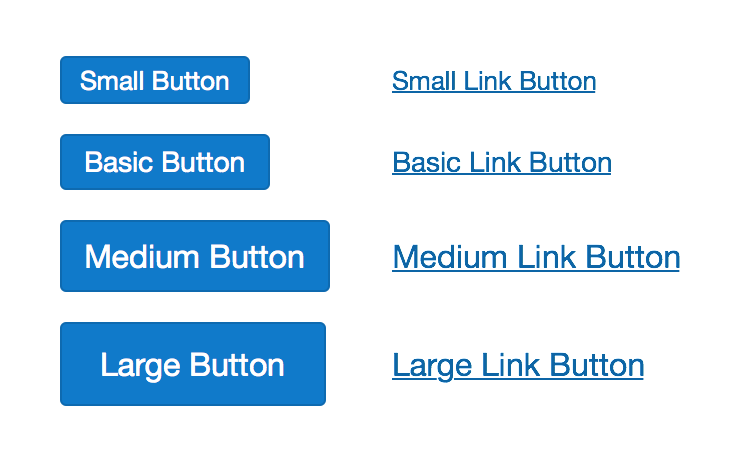 Small Button
Small Link Button
Basic Button
Basic Link Button
Medium Button
Medium Link Button
Large Button
Large Link Button